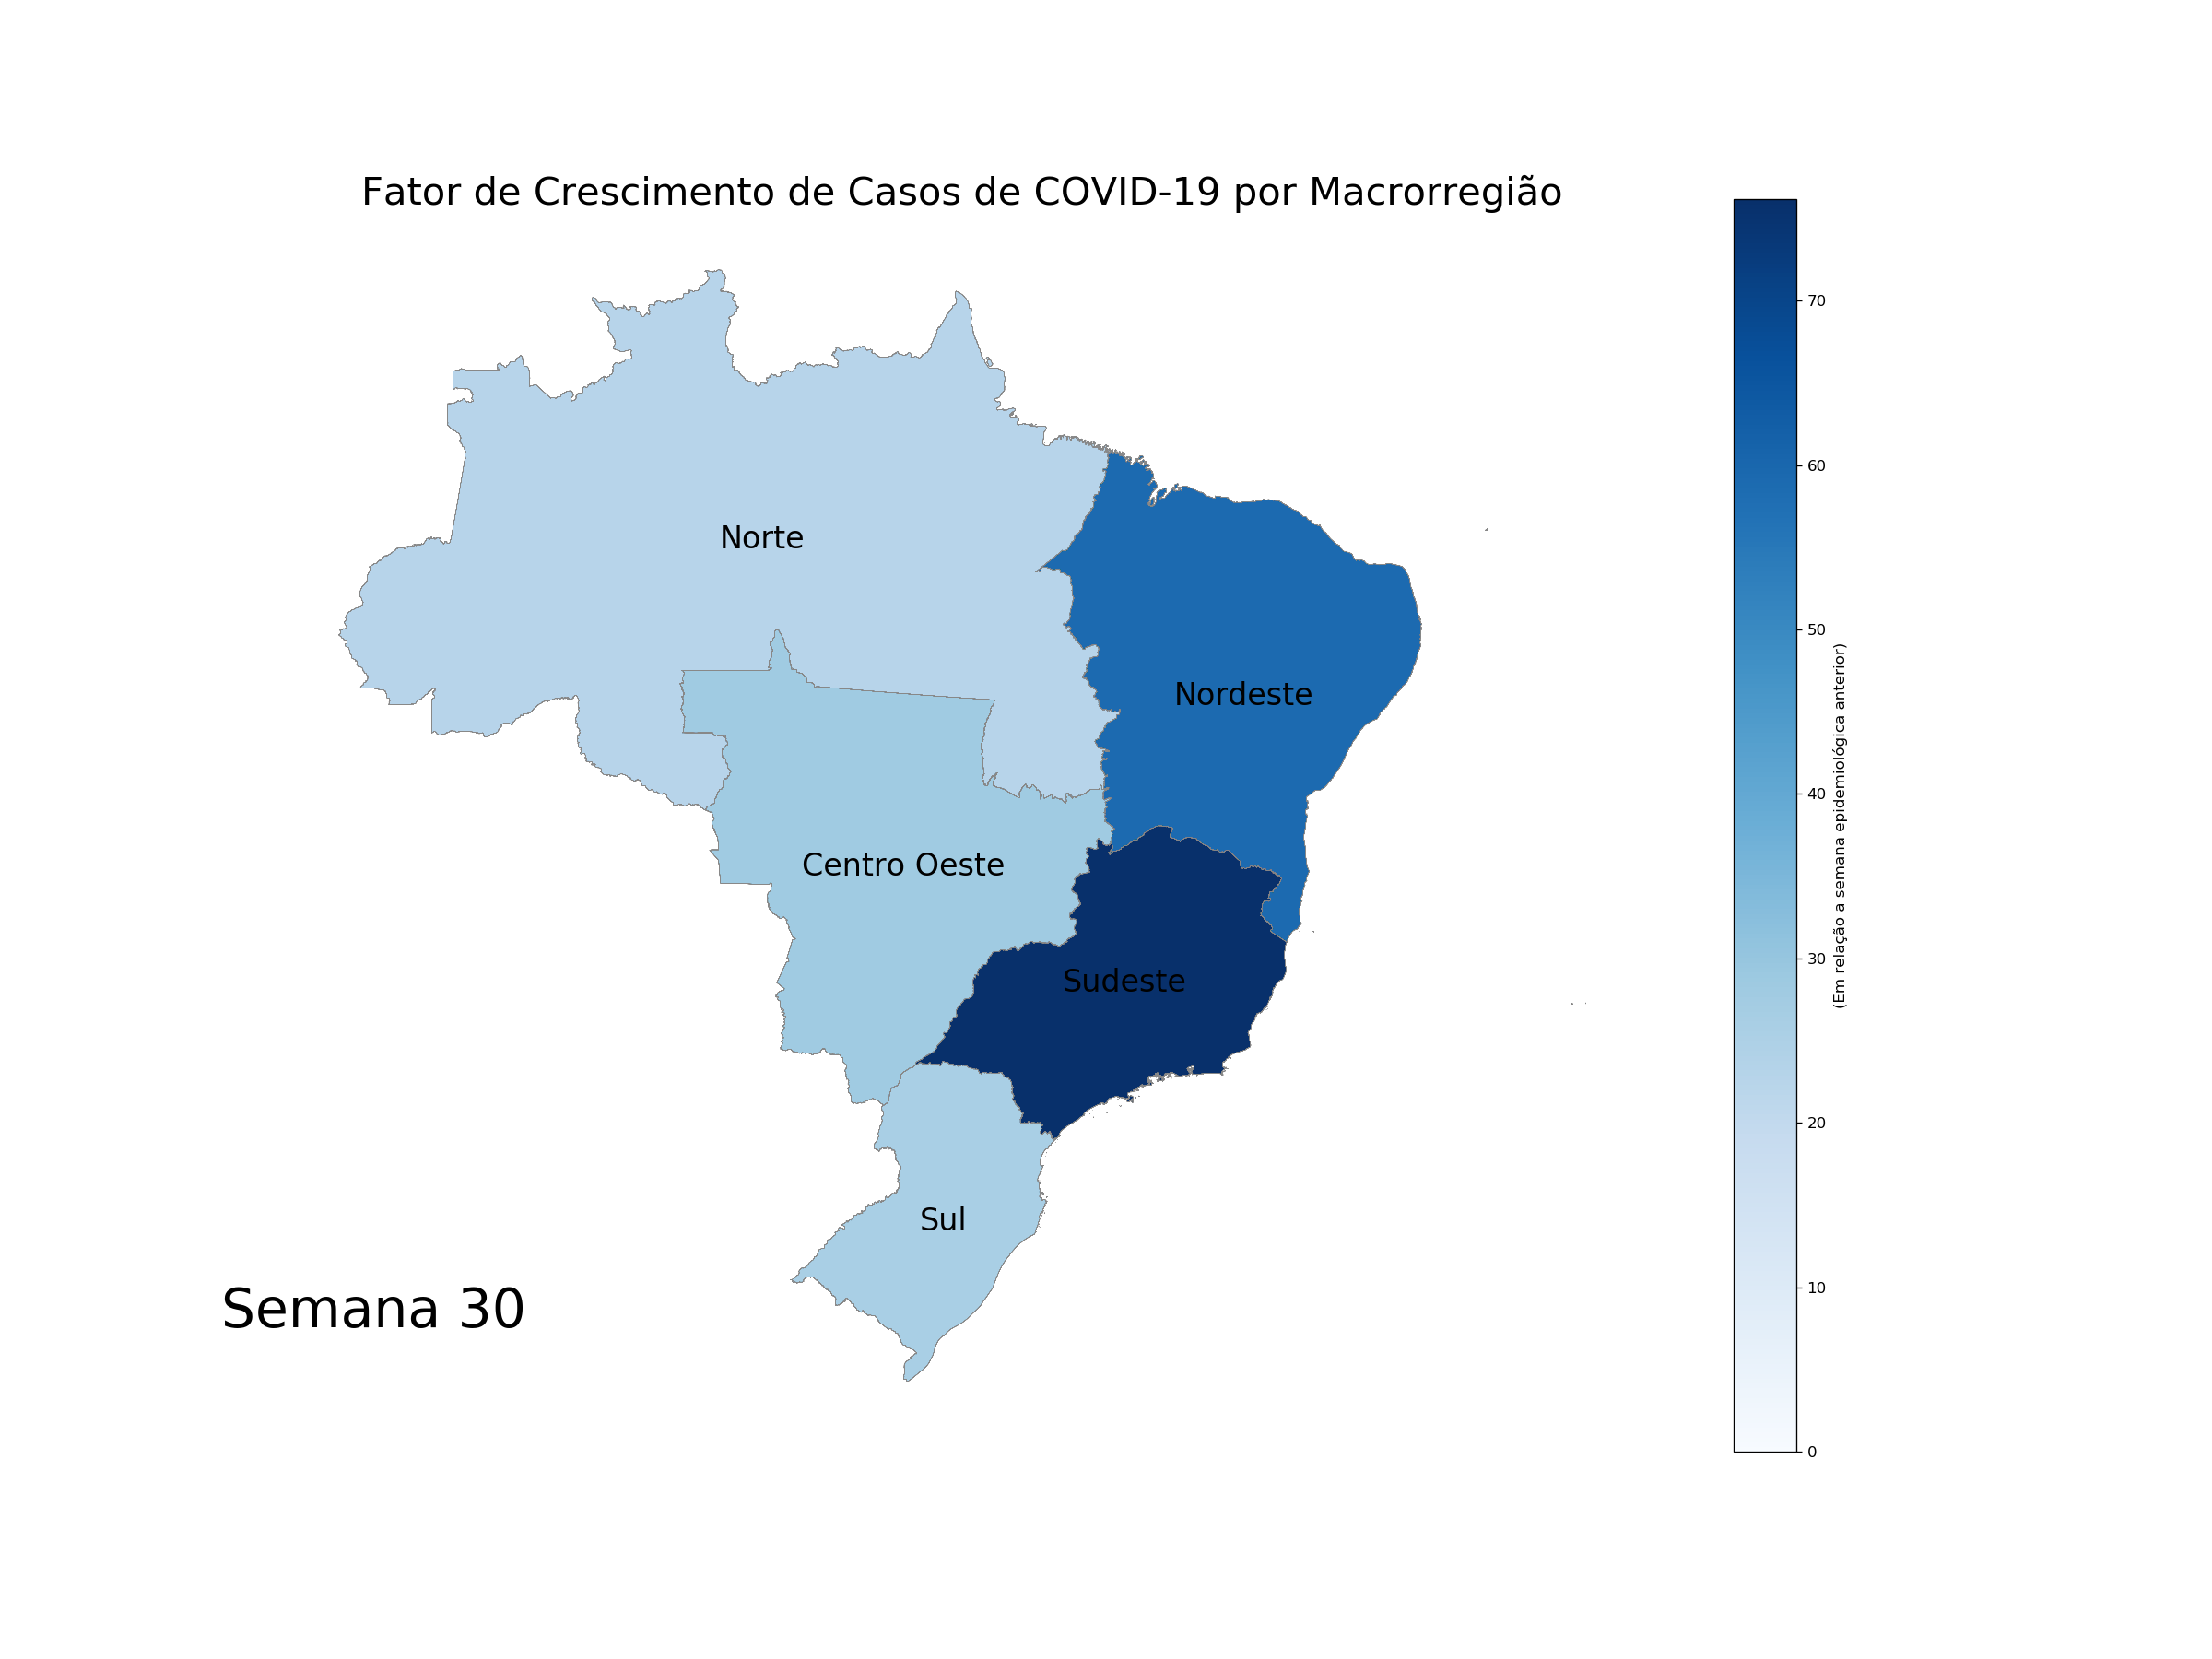 Fator de Crescimento de Casos de COVID-19 por Macrorregião
Norte
Nordeste
Centro Oeste
Sudeste
Sul
Semana 30
70
60
50
40
30
20
10
0
(Em relação a semana epidemiológica anterior)